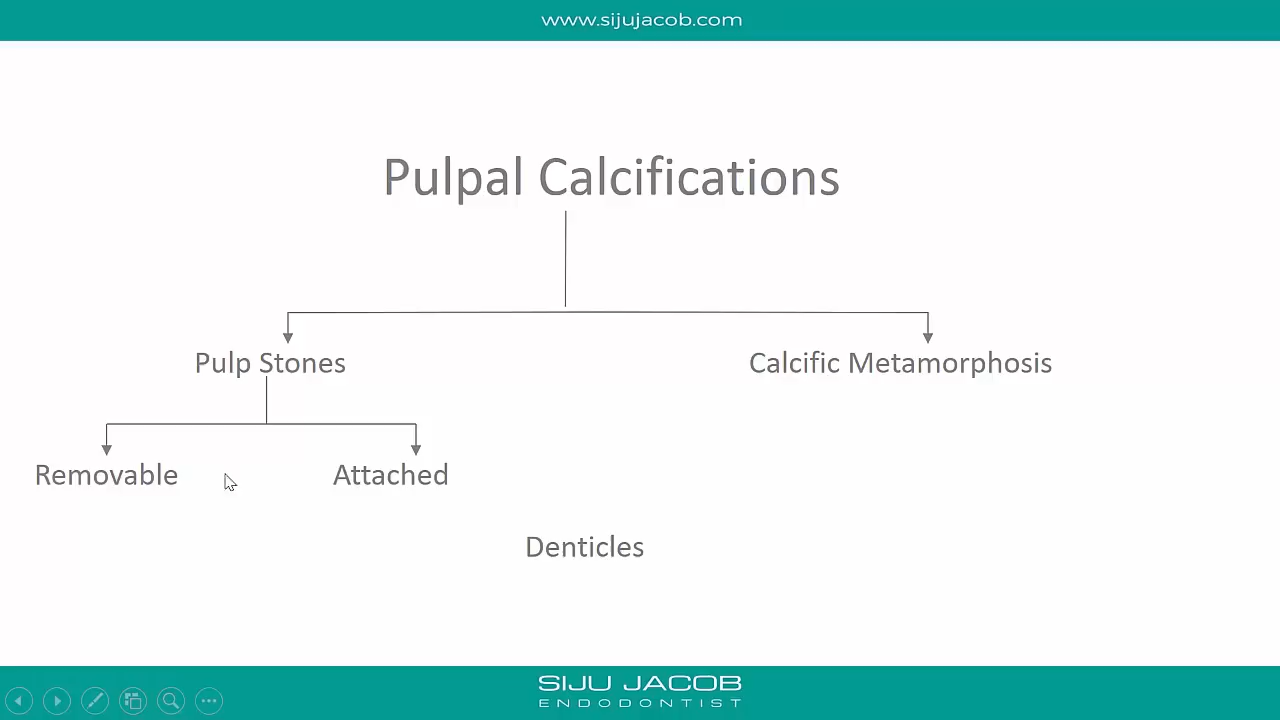 www.sijujacob.com
Pulpal Calcifications
Pulp Stones
Calcific Metamorphosis
Removable
Attached
Denticles
SIJU JACOB
ENDODONTIST